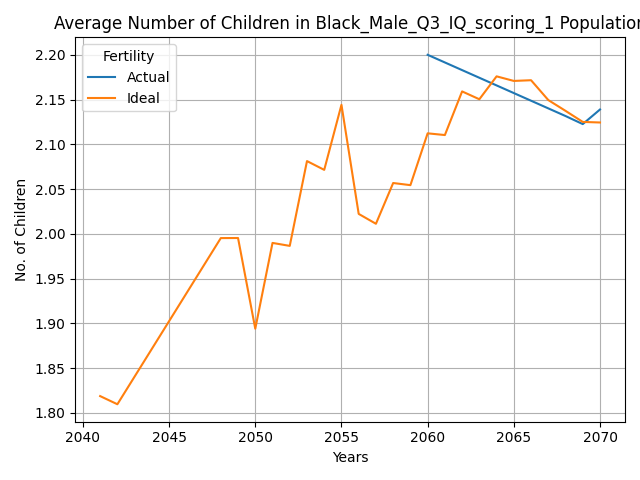 Average Number of Children in Black_Male_Q3_IQ_scoring_1 Population
Fertility
Actual
Ideal
No. of Children
2.20
2.15
2.10
2.05
2.00
1.95
1.90
1.85
1.80
2040 2045 2050 2055 2060 2065 2070
Years